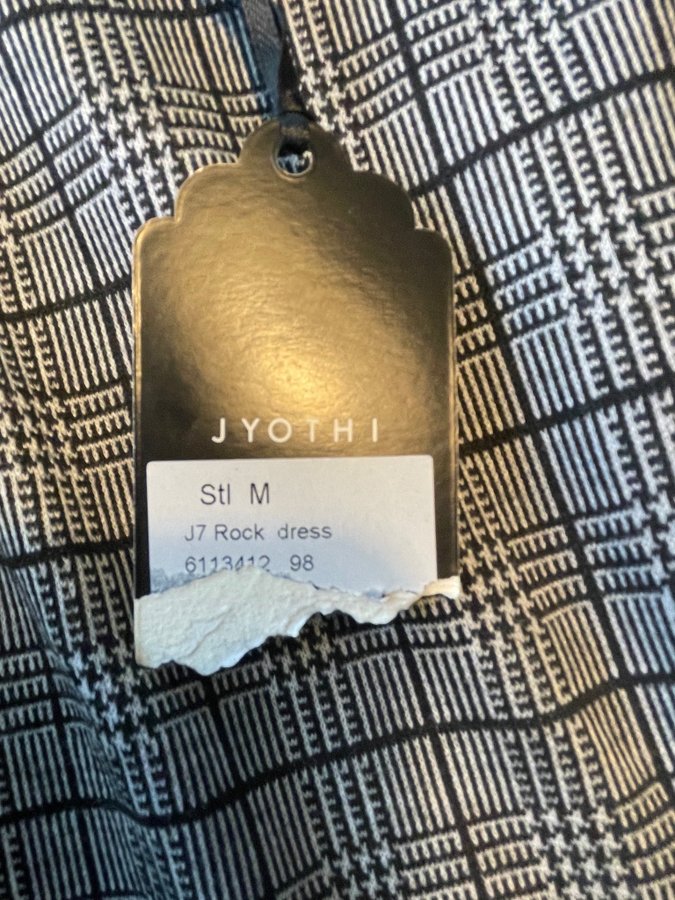 JYOTHI
Stl M
J7 Rock dress
6113412 98